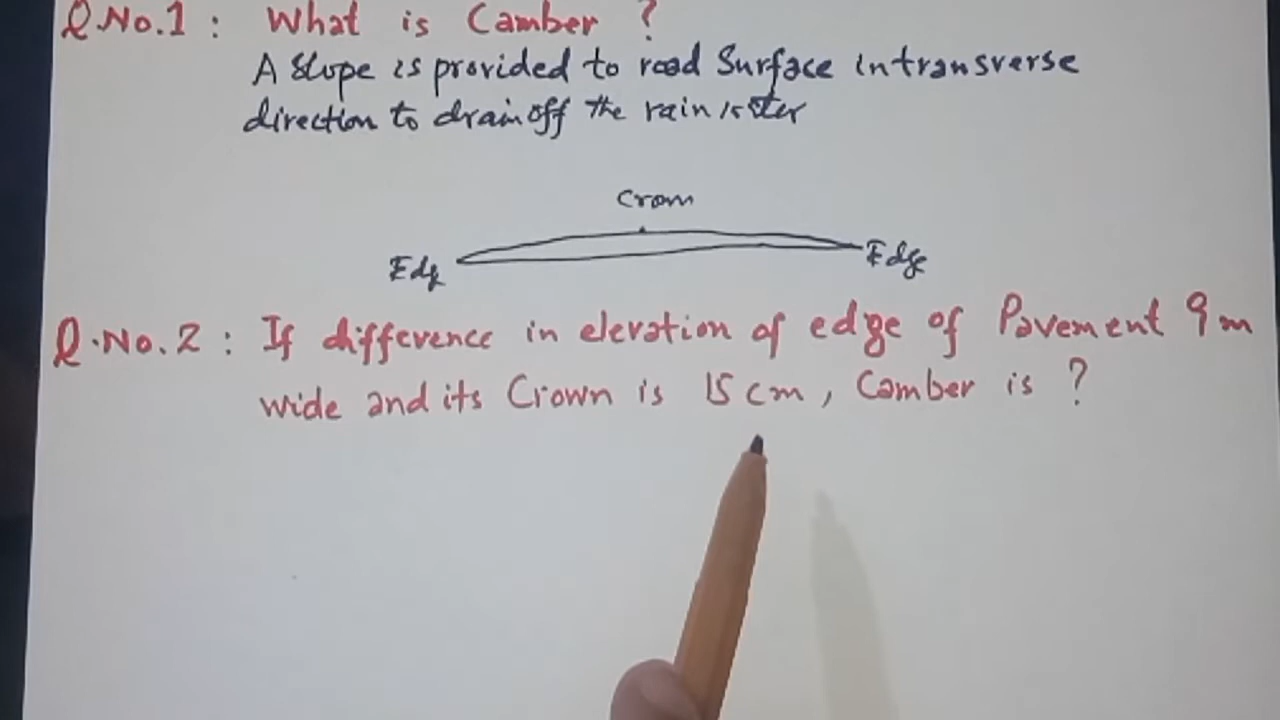 Q.No.1 : What is Camber ?
A Slope is provided to road Surface in transverse
direction to drain off the rain water
Crown
Edg
Edge
Q.No.2 : If difference in elevation of edge of Pavement 9m
wide and its Crown is 15 cm , Camber is ?